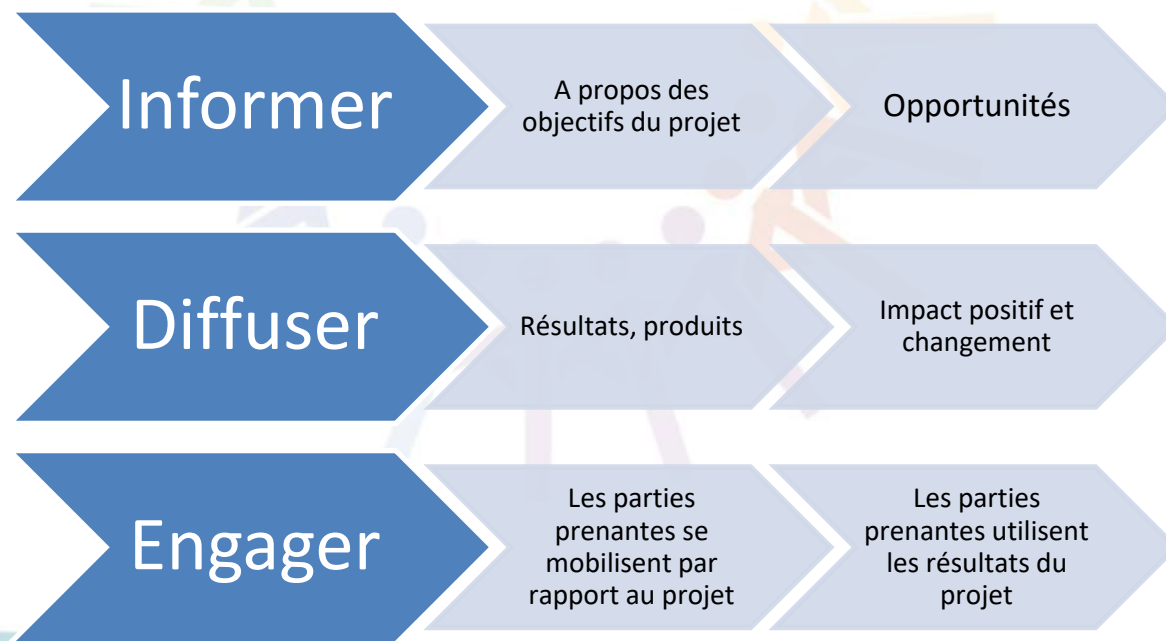 Informer
A propos des
objectifs du projet
Opportunités
Diffuser
Résultats, produits
Impact positif et
changement
Engager
Les parties
prenantes se
mobilisent par
rapport au projet
Les parties
prenantes utilisent
les résultats du
projet